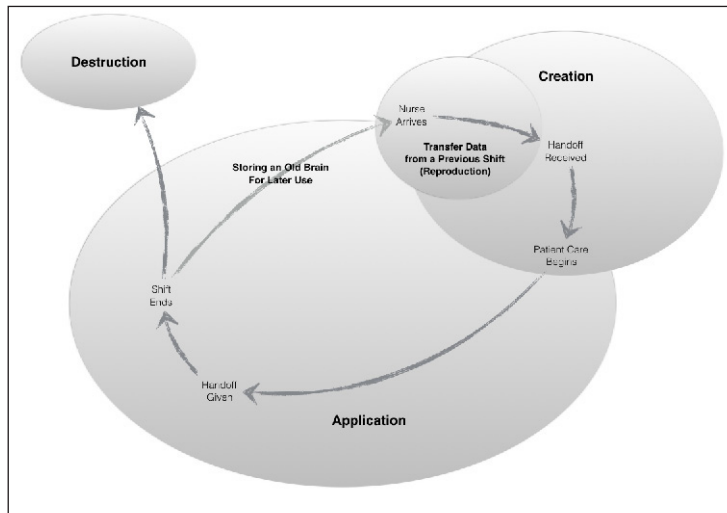 Destruction
Creation
Nurse
Arrives
Transfer Data
from a Previous Shift
(Reproduction)
Handoff
Received
Storing an Old Brain
For Later Use
Patient Care
Begins
Shift
Ends
Handoff
Given
Application